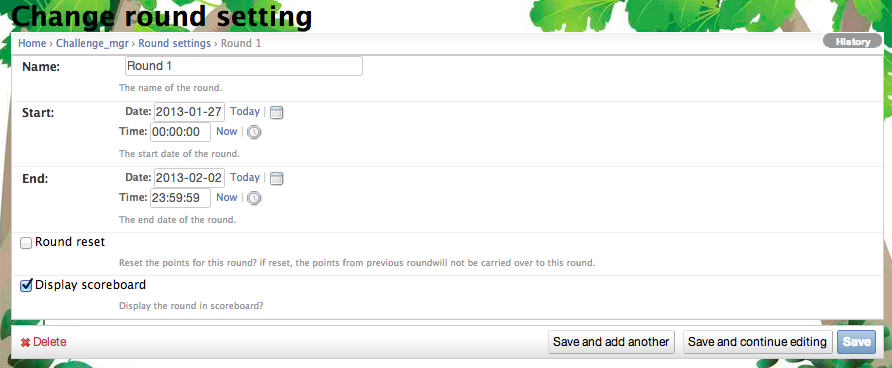 Change round setting
Home › Challenge_mgr › Round settings › Round 1
History
Name: Round 1
The name of the round.
Start: Date: 2013-01-27 Today |
Time: 00:00:00 Now |
The start date of the round.
End: Date: 2013-02-02 Today |
Time: 23:59:59 Now |
The end date of the round.
Round reset
Reset the points for this round? if reset, the points from previous roundwill not be carried over to this round.
Display scoreboard
Display the round in scoreboard?
Delete Save and add another Save and continue editing Save